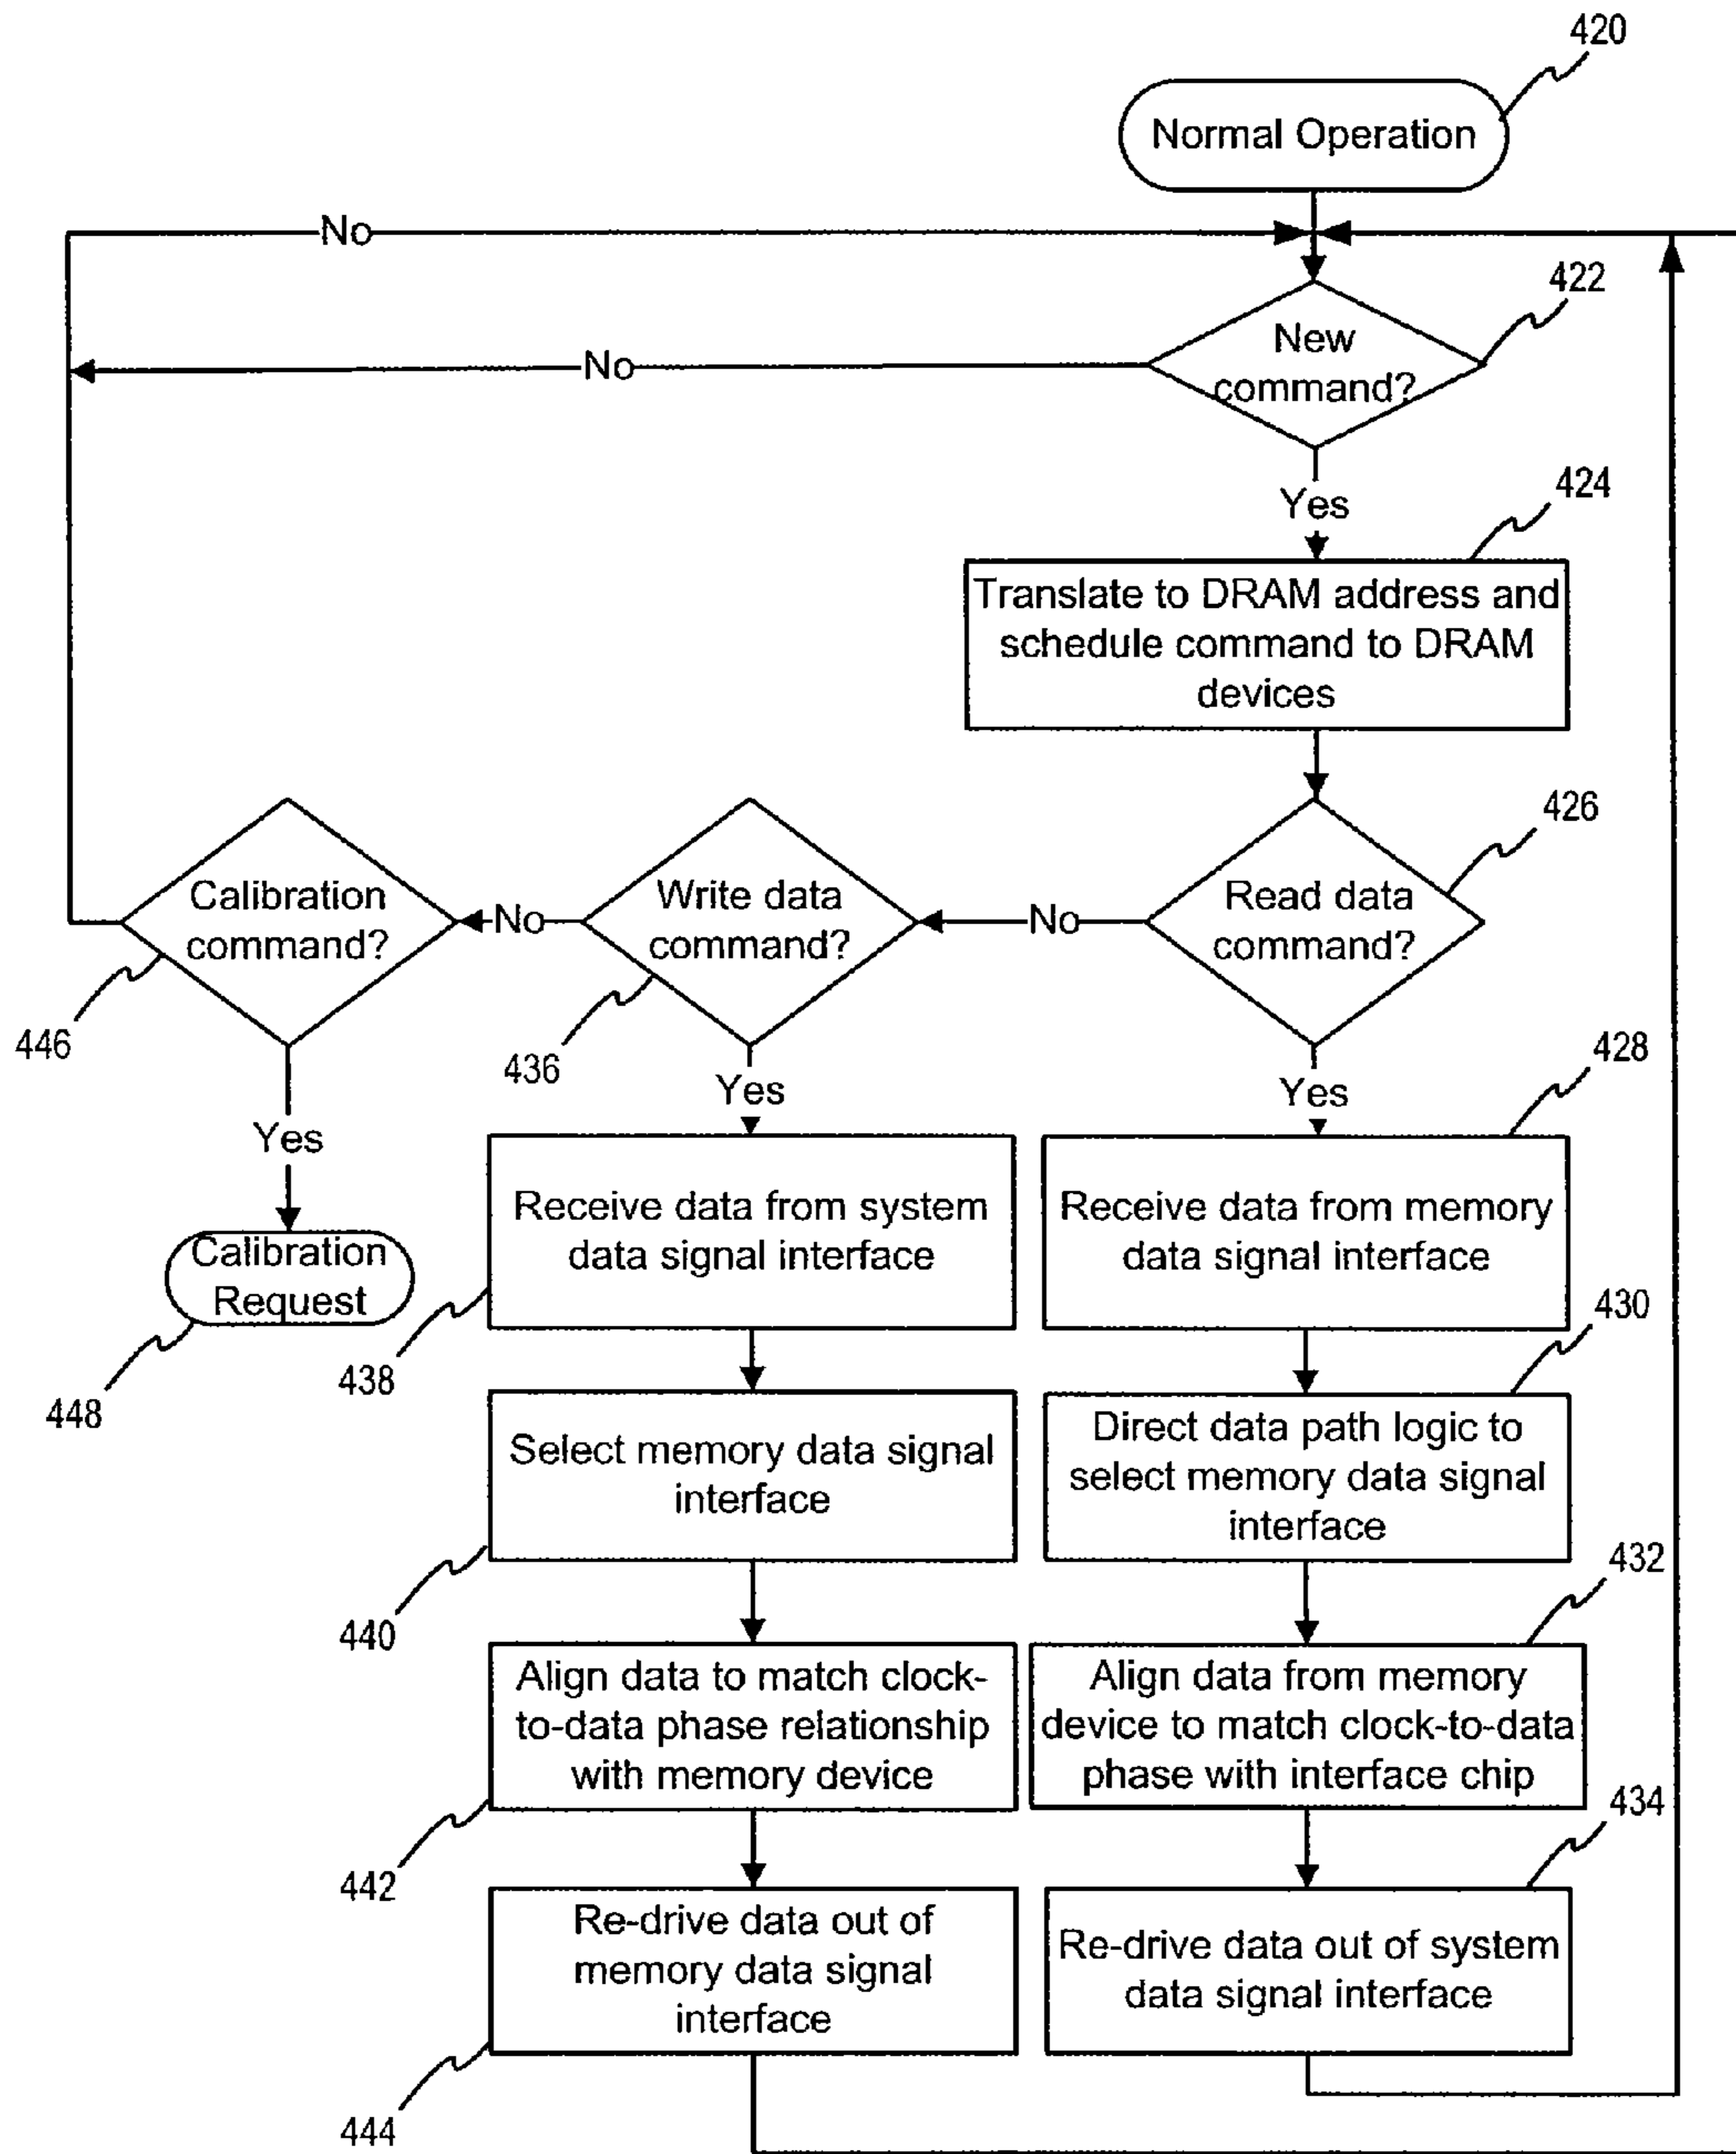 420
Normal Operation
No
422
New
command?
No
Yes
424
Translate to DRAM address and
schedule command to DRAM
devices
426
Calibration
command?
No
Write data
command?
No
Read data
command?
446
436
428
Yes
Yes
Yes
Calibration
Request
Receive data from system
data signal interface
Receive data from memory
data signal interface
448
438
430
Select memory data signal
interface
Direct data path logic to
select memory data signal
interface
440
432
Align data to match clock-
to-data phase relationship
with memory device
Align data from memory
device to match clock-to-data
phase with interface chip
442
434
Re-drive data out of
memory data signal
interface
Re-drive data out of system
data signal interface
444